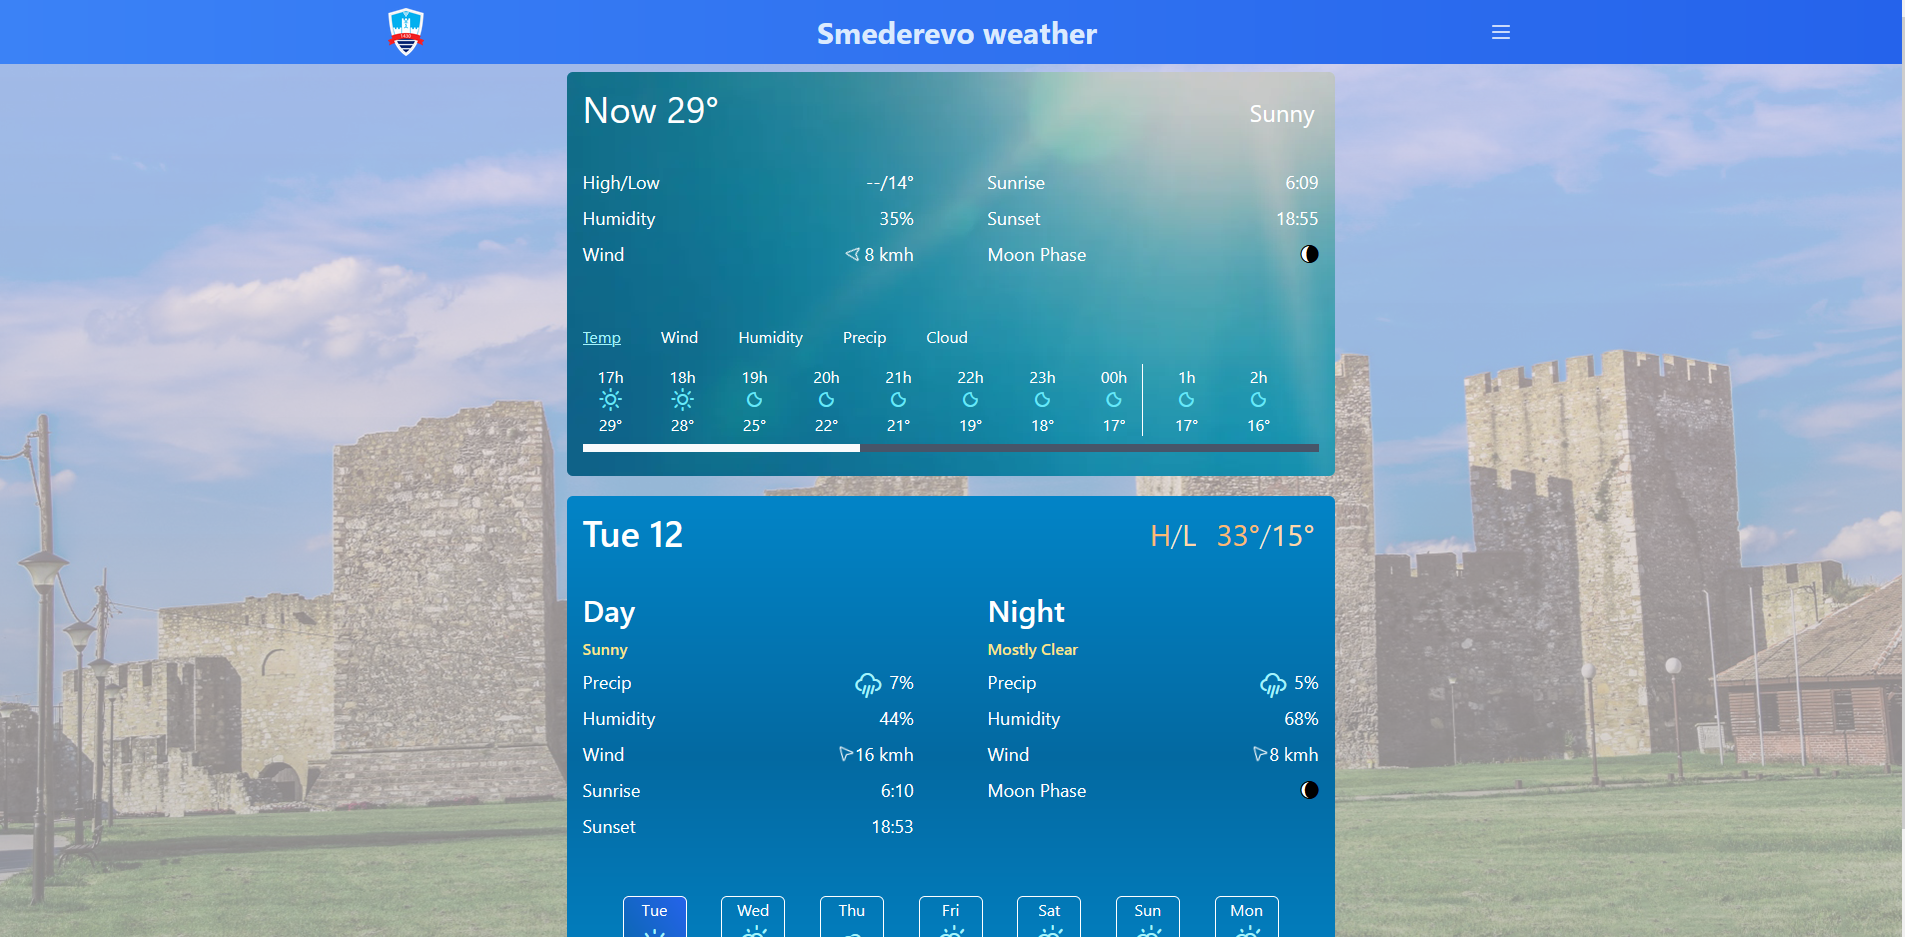 Smederevo weather
Now 29°
Sunny
High/Low --/14°
Sunrise 6:09
Humidity 35%
Sunset 18:55
Wind 8 kmh
Moon Phase
Temp Wind Humidity Precip Cloud
17h 18h 19h 20h 21h 22h 23h 00h 1h 2h
29° 28° 25° 22° 21° 19° 18° 17° 17° 16°
Tue 12
H/L 33°/15°
Day
Sunny
Precip 7%
Humidity 44%
Wind 16 kmh
Sunrise 6:10
Sunset 18:53
Night
Mostly Clear
Precip 5%
Humidity 68%
Wind 8 kmh
Moon Phase
Tue Wed Thu Fri Sat Sun Mon